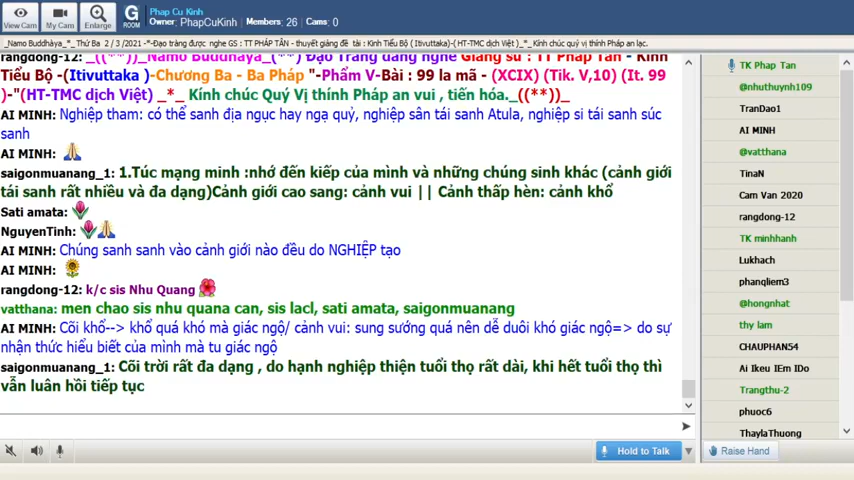 Phap Cu Kinh
Owner: PhapCuKinh | Members: 26 | Cams: 0
View Cam
My Cam
Enlarge
G
ROOM
_Namo Buddhàya_*_ Thứ Ba 2 / 3 /2021 -*-Đạo tràng được nghe GS : TT PHÁP TÂN - thuyết giảng đề tài : Kinh Tiểu Bộ ( Itivuttaka)-( HT-TMC dịch Việt ) _*_ Kính chúc quý vị thính Pháp an lạc.
rangdong-12: _((**))_Namo Buddhaya_(**) Đạo Tràng đang nghe Giảng sư : TT Pháp Tân - Kinh
Tiểu Bộ -(Itivuttaka )-Chương Ba - Ba Pháp "-Phẩm V-Bài : 99 la mã - (XCIX) (Tik. V,10) (It. 99
)-"(HT-TMC dịch Việt) _*_ Kính chúc Quý Vị thính Pháp an vui , tiến hóa._((**))_
AI MINH: Nghiệp tham: có thể sanh địa ngục hay ngạ quỷ, nghiệp sân tái sanh Atula, nghiệp si tái sanh súc
sanh
AI MINH:
saigonmuanang_1: 1.Túc mạng minh :nhớ đến kiếp của mình và những chúng sinh khác (cảnh giới
tái sanh rất nhiều và đa dạng)Cảnh giới cao sang: cảnh vui || Cảnh thấp hèn: cảnh khổ
Sati amata:
NguyenTinh:
AI MINH: Chúng sanh sanh vào cảnh giới nào đều do NGHIỆP tạo
AI MINH:
rangdong-12: k/c sis Nhu Quang
vatthana: men chao sis nhu quana can, sis lacl, sati amata, saigonmuanang
AI MINH: Cõi khổ--> khổ quá khó mà giác ngộ/ cảnh vui: sung sướng quá nên dễ duôi khó giác ngộ=> do sự
nhận thức hiểu biết của mình mà tu giác ngộ
saigonmuanang_1: Cõi trời rất đa dạng , do hạnh nghiệp thiện tuổi thọ rất dài, khi hết tuổi thọ thì
vẫn luân hồi tiếp tục
Hold to Talk
TK Phap Tan
@nhuthuynh109
TranDao1
AI MINH
@vatthana
TinaN
Cam Van 2020
rangdong-12
TK minhhanh
Lukhach
phanqliem3
@hongnhat
thy lam
CHAUPHAN54
Ai Ikeu IEm IDo
Trangthu-2
phuoc6
ThaylaThuong
Raise Hand